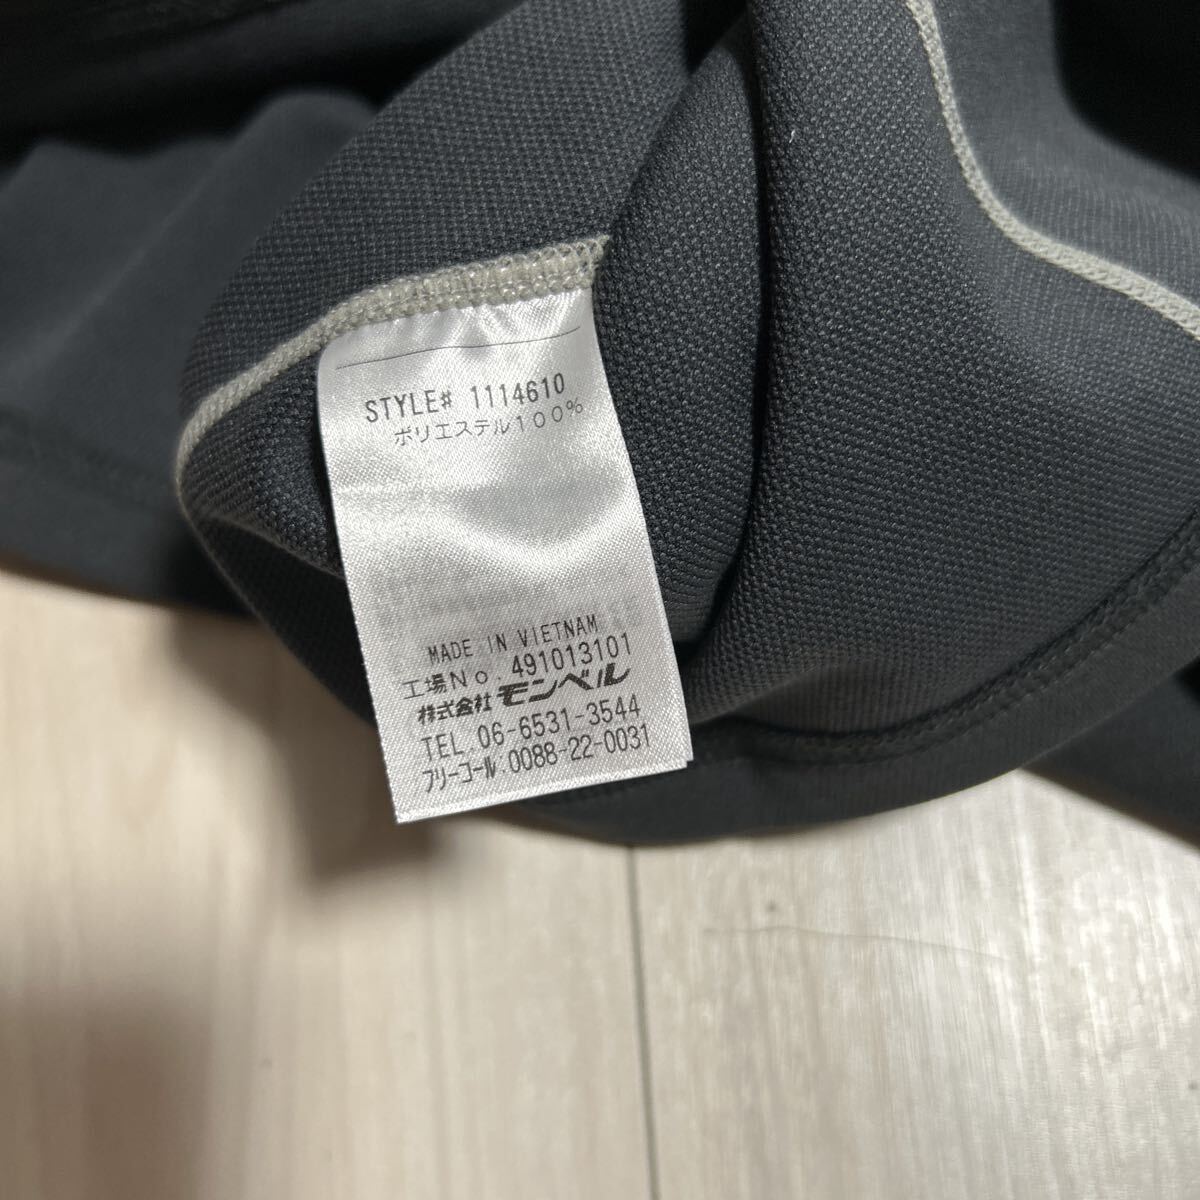 STYLE# 1114610
ポリエステル100%
MADE IN VIETNAM
工場No.491013101
株式会社モンベル
TEL.06-6531-3544
フリーコール.0088-22-0031